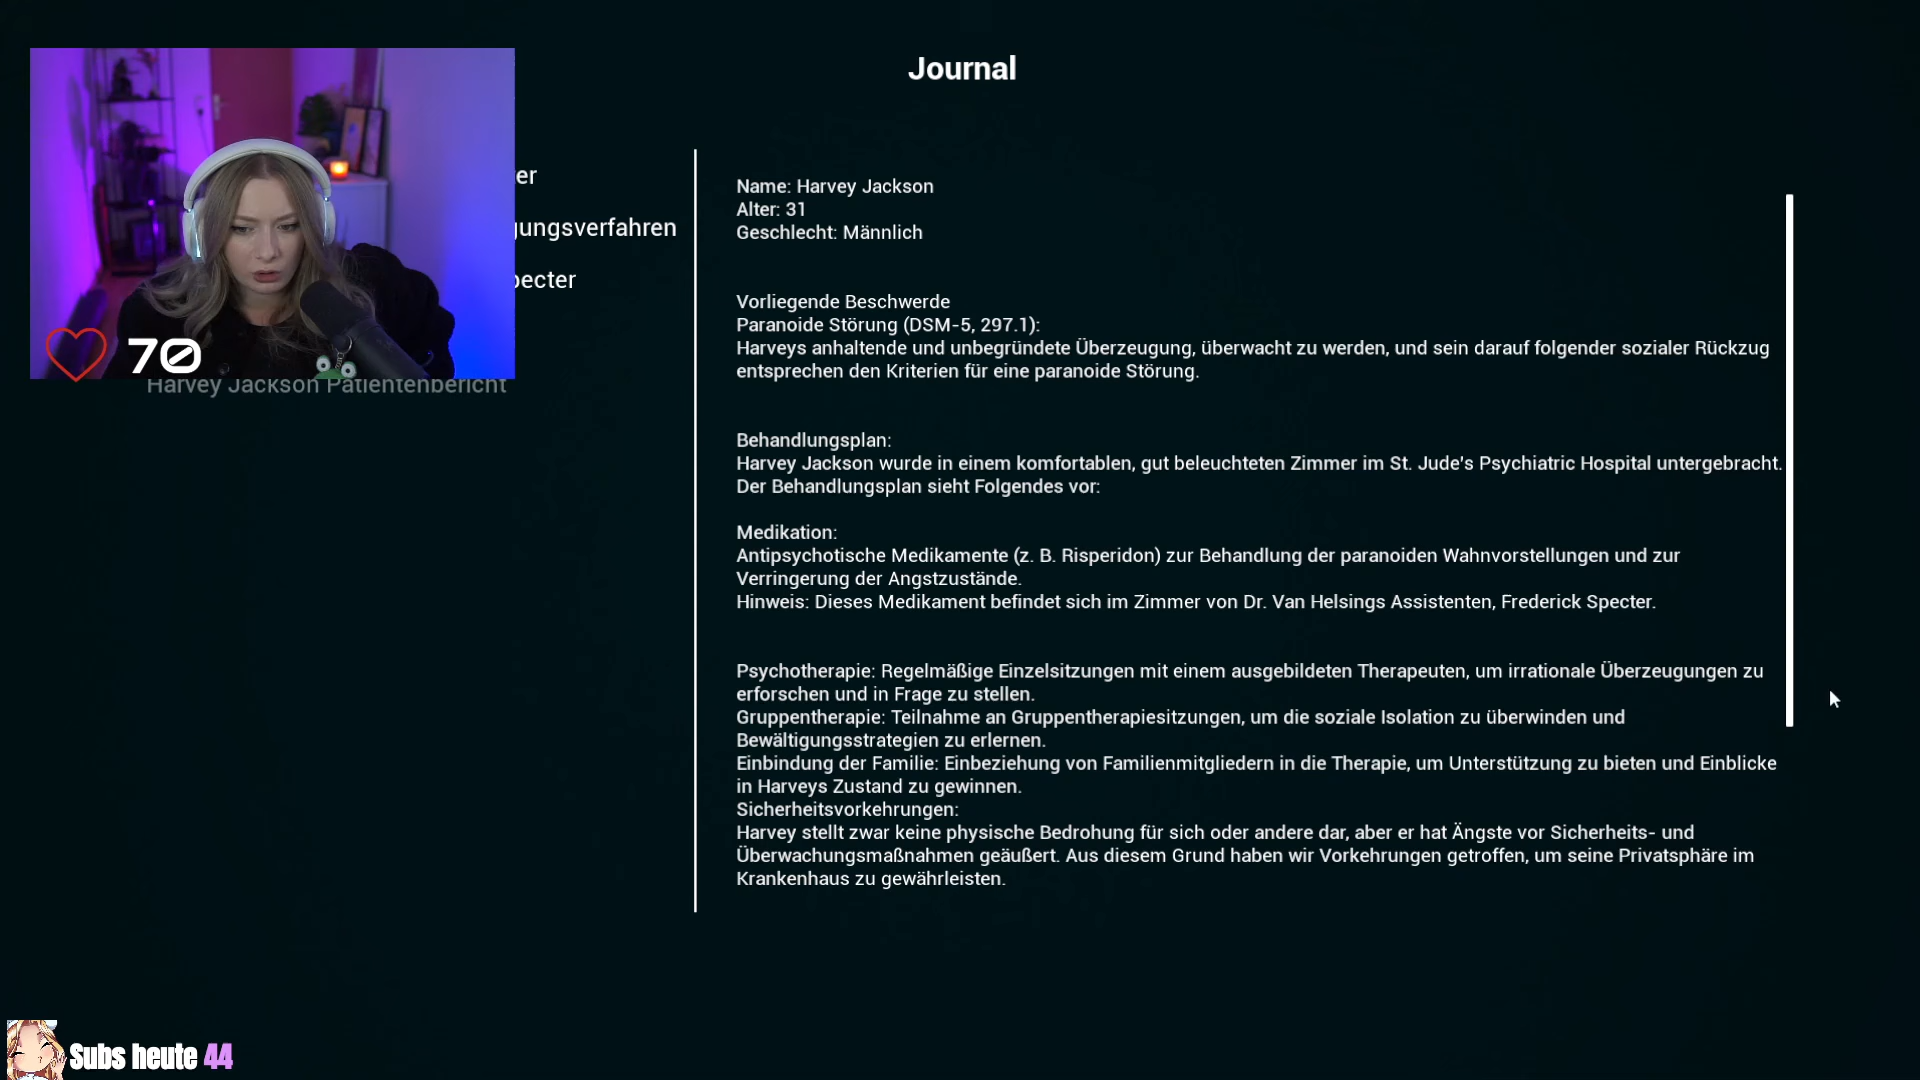 Journal
er
gungsverfahren
pecter
70
Harvey Jackson Patientenbericht
Name: Harvey Jackson
Alter: 31
Geschlecht: Männlich
Vorliegende Beschwerde
Paranoide Störung (DSM-5, 297.1):
Harveys anhaltende und unbegründete Überzeugung, überwacht zu werden, und sein darauf folgender sozialer Rückzug
entsprechen den Kriterien für eine paranoide Störung.
Behandlungsplan:
Harvey Jackson wurde in einem komfortablen, gut beleuchteten Zimmer im St. Jude's Psychiatric Hospital untergebracht.
Der Behandlungsplan sieht Folgendes vor:
Medikation:
Antipsychotische Medikamente (z. B. Risperidon) zur Behandlung der paranoiden Wahnvorstellungen und zur
Verringerung der Angstzustände.
Hinweis: Dieses Medikament befindet sich im Zimmer von Dr. Van Helsings Assistenten, Frederick Specter.
Psychotherapie: Regelmäßige Einzelsitzungen mit einem ausgebildeten Therapeuten, um irrationale Überzeugungen zu
erforschen und in Frage zu stellen.
Gruppentherapie: Teilnahme an Gruppentherapiesitzungen, um die soziale Isolation zu überwinden und
Bewältigungsstrategien zu erlernen.
Einbindung der Familie: Einbeziehung von Familienmitgliedern in die Therapie, um Unterstützung zu bieten und Einblicke
in Harveys Zustand zu gewinnen.
Sicherheitsvorkehrungen:
Harvey stellt zwar keine physische Bedrohung für sich oder andere dar, aber er hat Ängste vor Sicherheits- und
Überwachungsmaßnahmen geäußert. Aus diesem Grund haben wir Vorkehrungen getroffen, um seine Privatsphäre im
Krankenhaus zu gewährleisten.
Subs heute 44